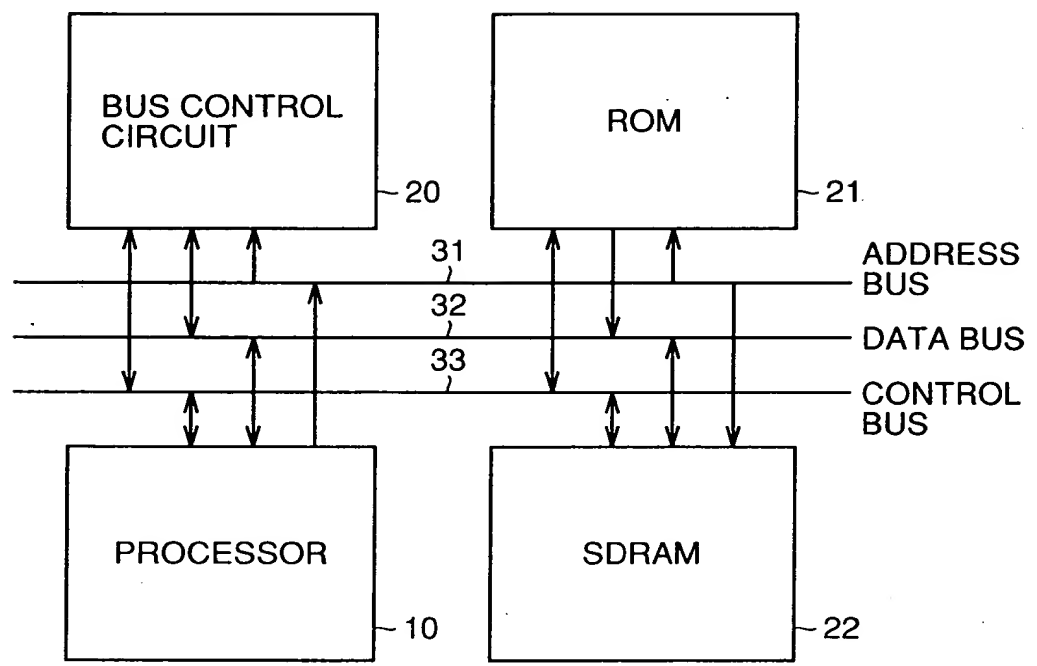 BUS CONTROL
CIRCUIT
20
ROM
21
31
ADDRESS
BUS
32
DATA BUS
33
CONTROL
BUS
PROCESSOR
10
SDRAM
22